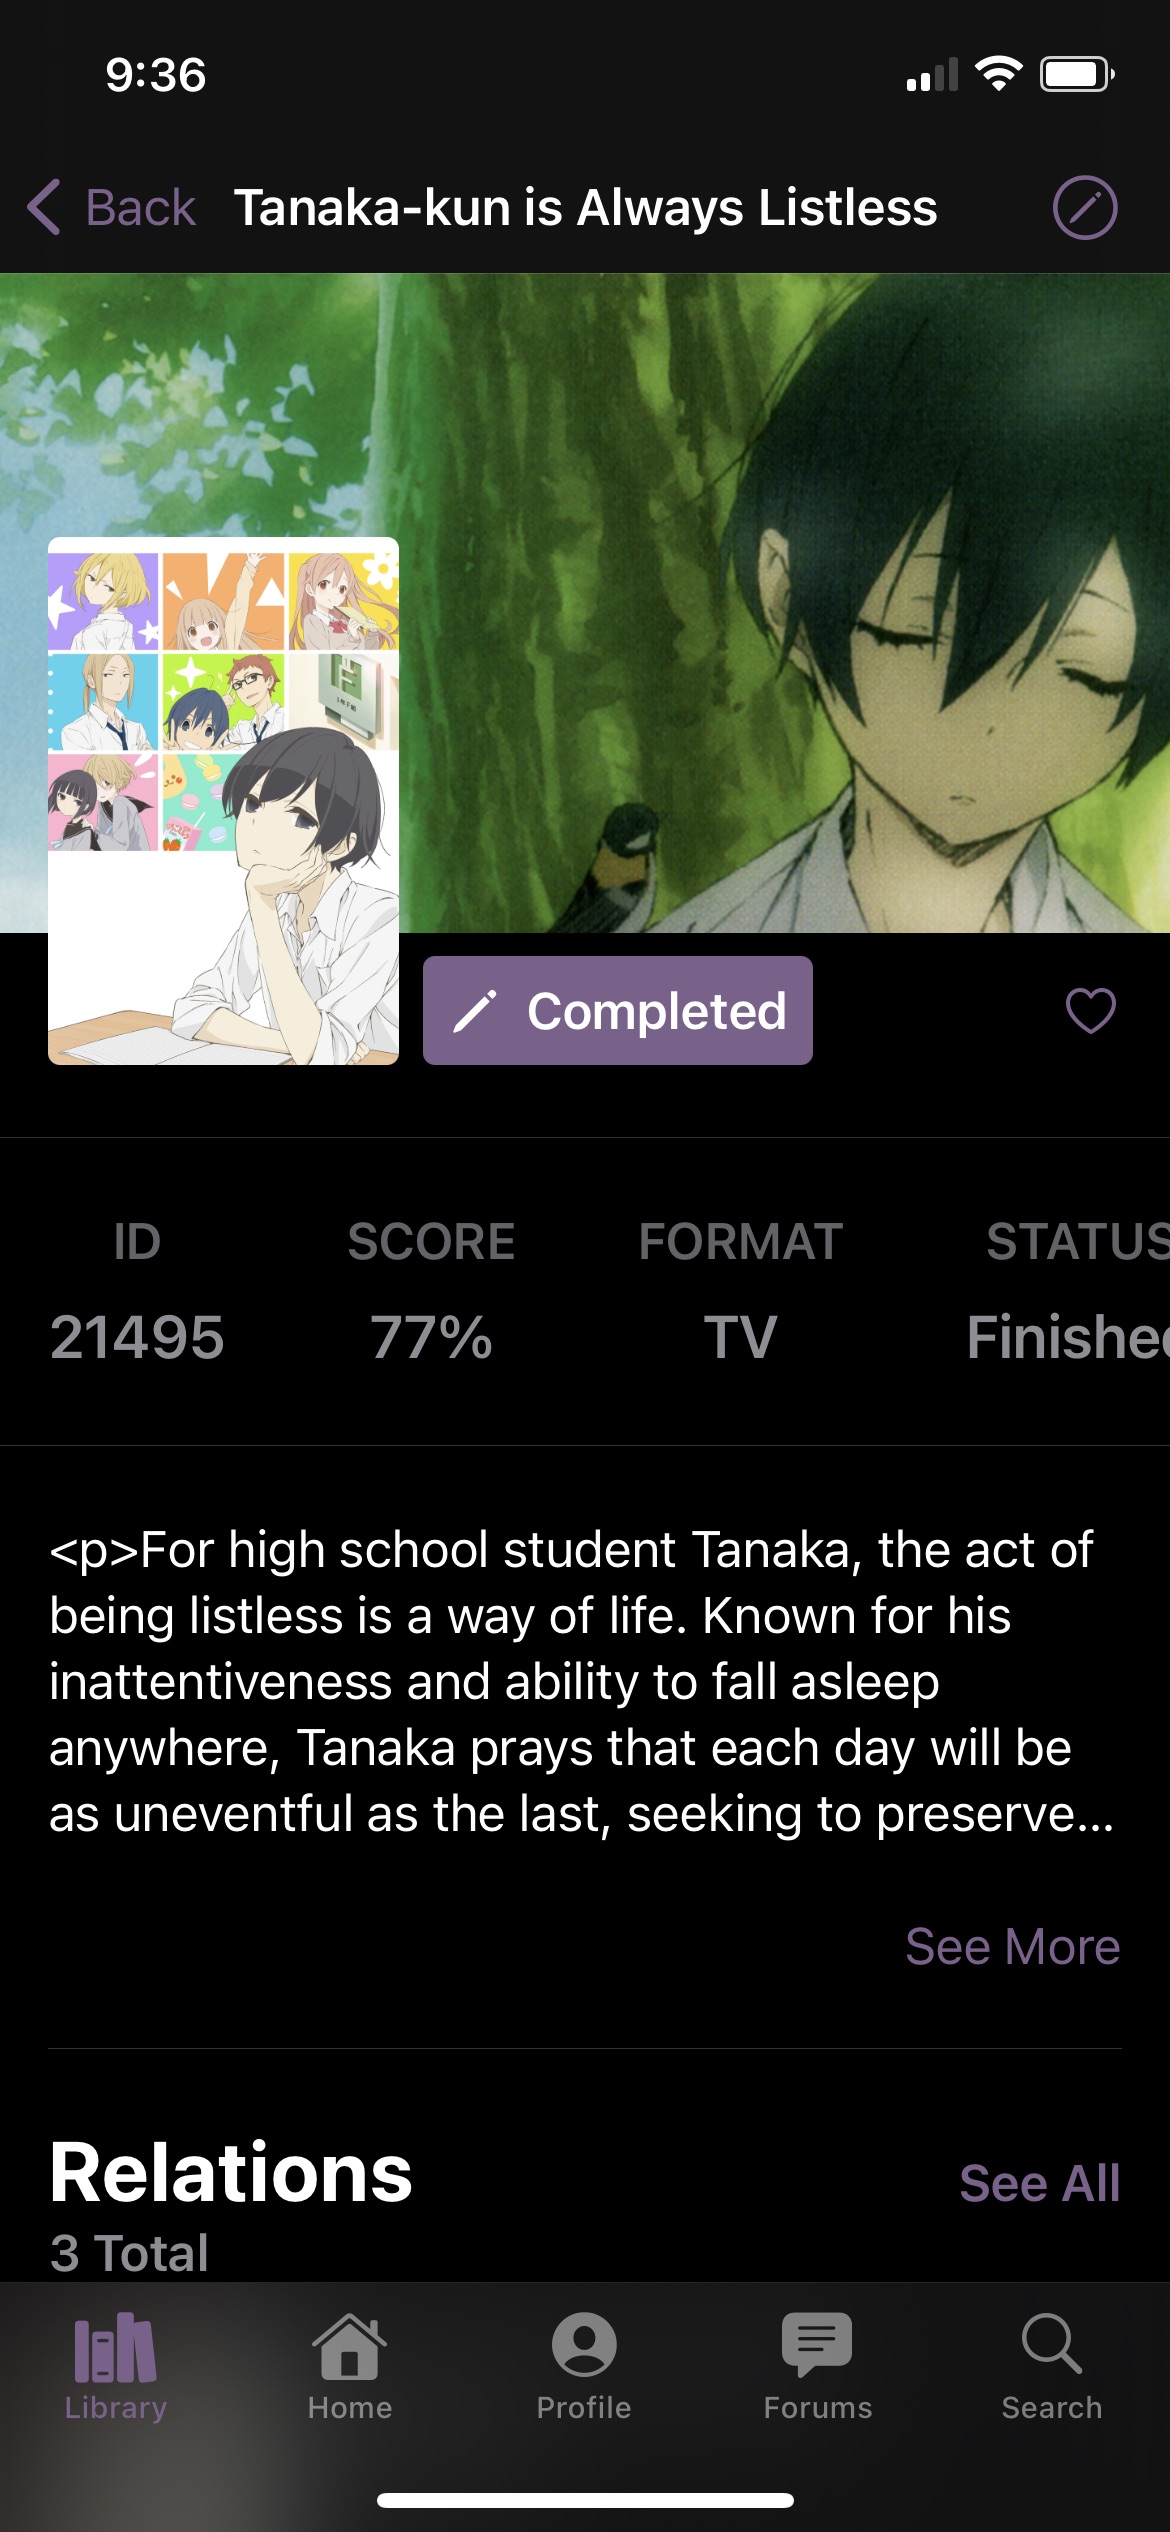 9:36
Back Tanaka-kun is Always Listless
Completed
ID SCORE FORMAT STATUS
21495 77% TV Finished
<p>For high school student Tanaka, the act of
being listless is a way of life. Known for his
inattentiveness and ability to fall asleep
anywhere, Tanaka prays that each day will be
as uneventful as the last, seeking to preserve...
See More
Relations See All
3 Total
Library Home Profile Forums Search